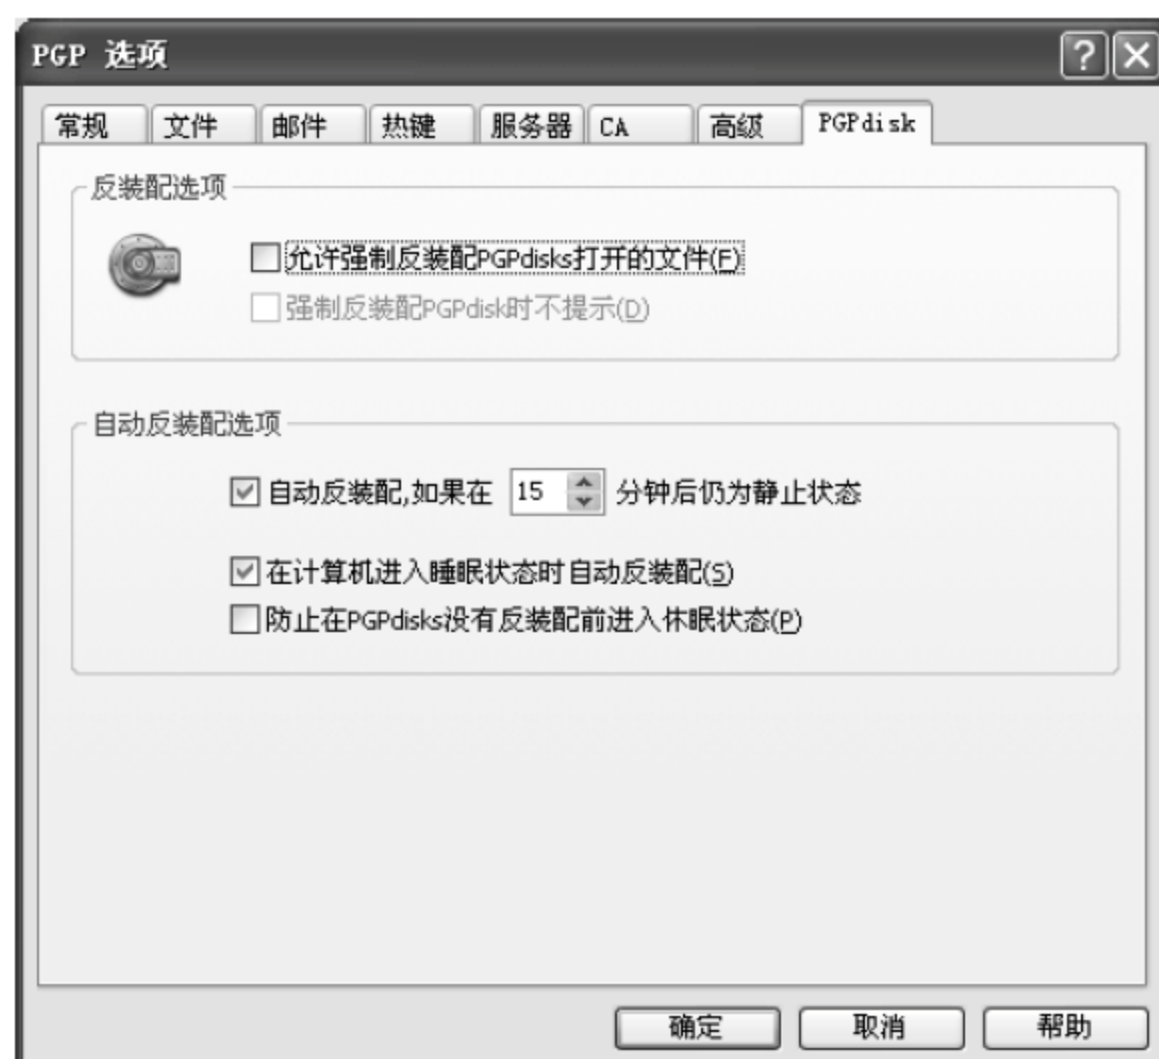 PGP 选项
常规 文件 邮件 热键 服务器 CA 高级 PGPdisk
反装配选项
允许强制反装配PGPdisks打开的文件(F)
强制反装配PGPdisk时不提示(D)
自动反装配选项
自动反装配,如果在 15 分钟后仍为静止状态
在计算机进入睡眠状态时自动反装配(S)
防止在PGPdisks没有反装配前进入休眠状态(P)
确定 取消 帮助